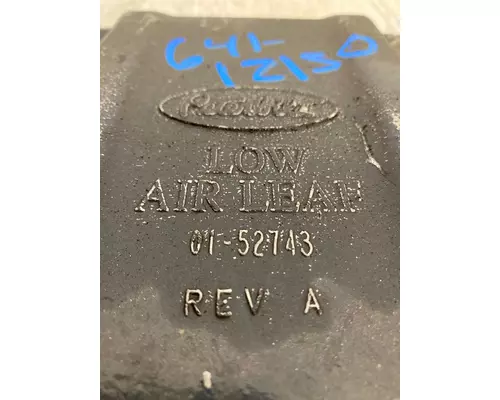 641-
12150
Peterbilt
LOW
AIR LEAF
01-52743
REV A